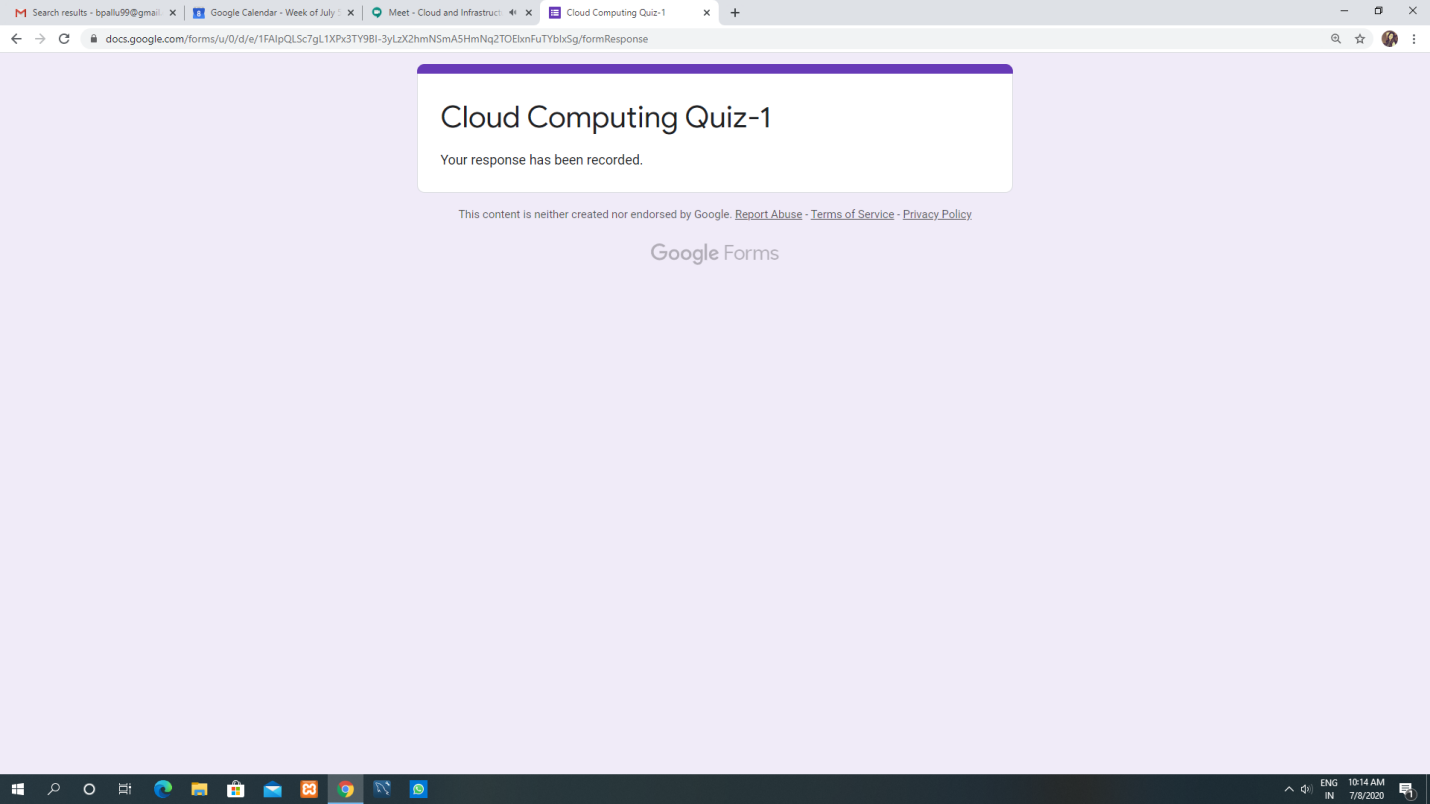 Search results - bpallu99@gmail.
Google Calendar - Week of July 5
Meet - Cloud and Infrastruct
Cloud Computing Quiz-1
docs.google.com/forms/u/0/d/e/1FAIpQLSc7gL1XPx3TY9BI-3yLzX2hmNSmA5HmNq2TOElxnFuTYbIxSg/formResponse
Cloud Computing Quiz-1
Your response has been recorded.
This content is neither created nor endorsed by Google. Report Abuse - Terms of Service - Privacy Policy
Google Forms
ENG 10:14 AM
IN 7/8/2020
1